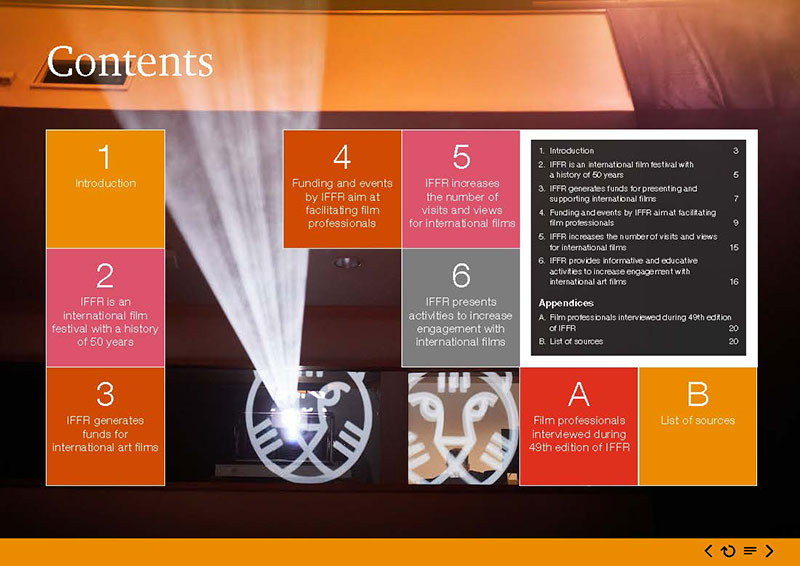 Contents
1
Introduction
2
IFFR is an
international film
festival with a history
of 50 years
3
IFFR generates
funds for
international art films
4
Funding and events
by IFFR aim at
facilitating film
professionals
5
IFFR increases
the number of
visits and views
for international films
6
IFFR presents
activities to increase
engagement with
international films
1. Introduction 3
2. IFFR is an international film festival with
a history of 50 years 5
3. IFFR generates funds for presenting and
supporting international films 7
4. Funding and events by IFFR aim at facilitating
film professionals 9
5. IFFR increases the number of visits and views
for international films 15
6. IFFR provides informative and educative
activities to increase engagement with
international art films 16
Appendices
A. Film professionals interviewed during 49th edition
of IFFR 20
B. List of sources 20
A
Film professionals
interviewed during
49th edition of IFFR
B
List of sources